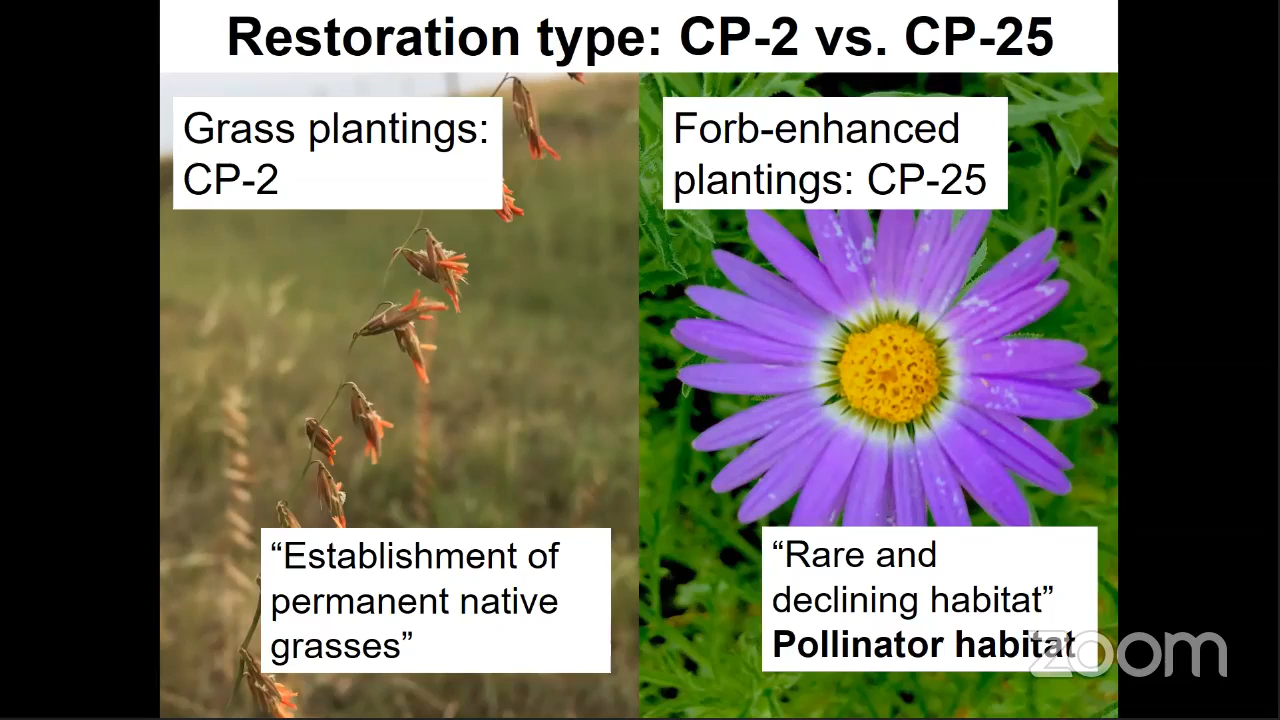 Restoration type: CP-2 vs. CP-25
Grass plantings:
CP-2
Forb-enhanced
plantings: CP-25
“Establishment of
permanent native
grasses”
“Rare and
declining habitat”
Pollinator habitat
zoom